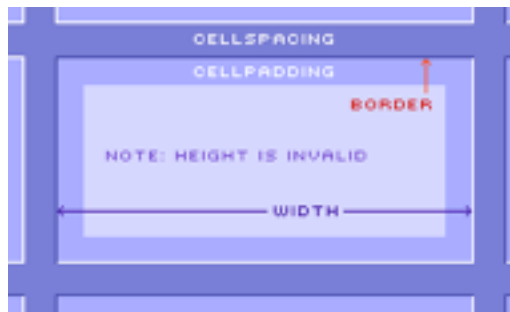 CELLSPACING
CELLPADDING
BORDER
NOTE: HEIGHT IS INVALID
WIDTH